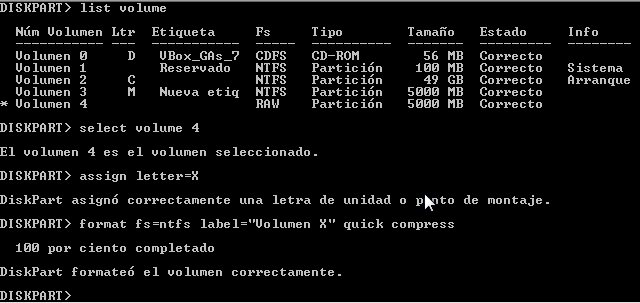 DISKPART> list volume
Núm Volumen Ltr Etiqueta Fs Tipo Tamaño Estado Info
---------- --- ----------- ----- ---------- ------- --------- --------
Volumen 0 D VBox_GAs_7 CDFS CD-ROM 56 MB Correcto
Volumen 1 Reservado NTFS Partición 100 MB Correcto Sistema
Volumen 2 C NTFS Partición 49 GB Correcto Arranque
Volumen 3 M Nueva etiq NTFS Partición 5000 MB Correcto
* Volumen 4 RAW Partición 5000 MB Correcto
DISKPART> select volume 4
El volumen 4 es el volumen seleccionado.
DISKPART> assign letter=X
DiskPart asignó correctamente una letra de unidad o punto de montaje.
DISKPART> format fs=ntfs label="Volumen X" quick compress
100 por ciento completado
DiskPart formateó el volumen correctamente.
DISKPART>